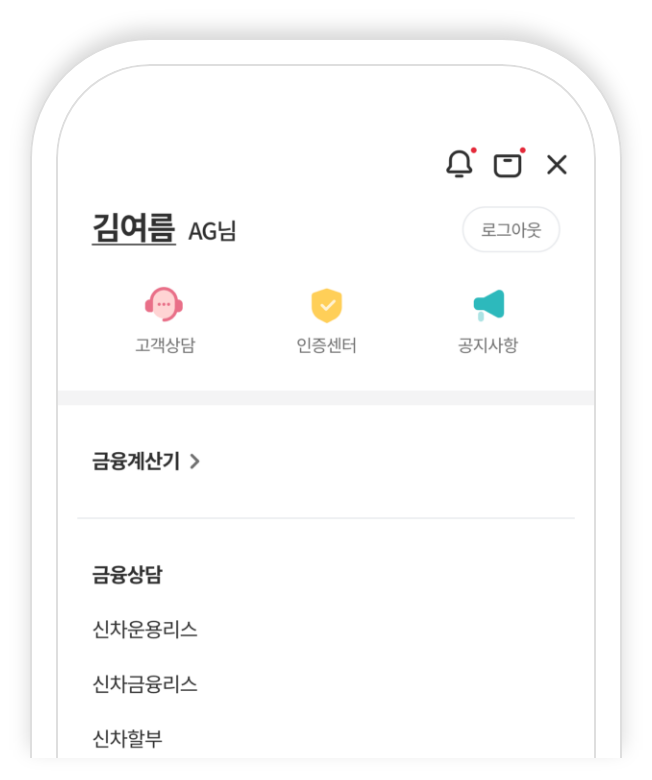 김여름 AG님
로그아웃
고객상담
인증센터
공지사항
금융계산기
금융상담
신차운용리스
신차금융리스
신차할부